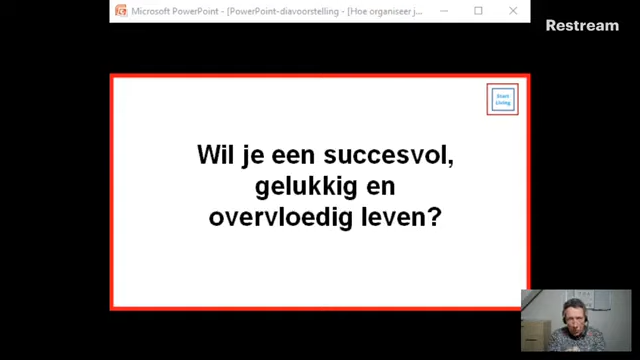 Microsoft PowerPoint - [PowerPoint-diavoorstelling - [Hoe organiseer j...
Restream
Start
Living
Wil je een succesvol,
gelukkig en
overvloedig leven?